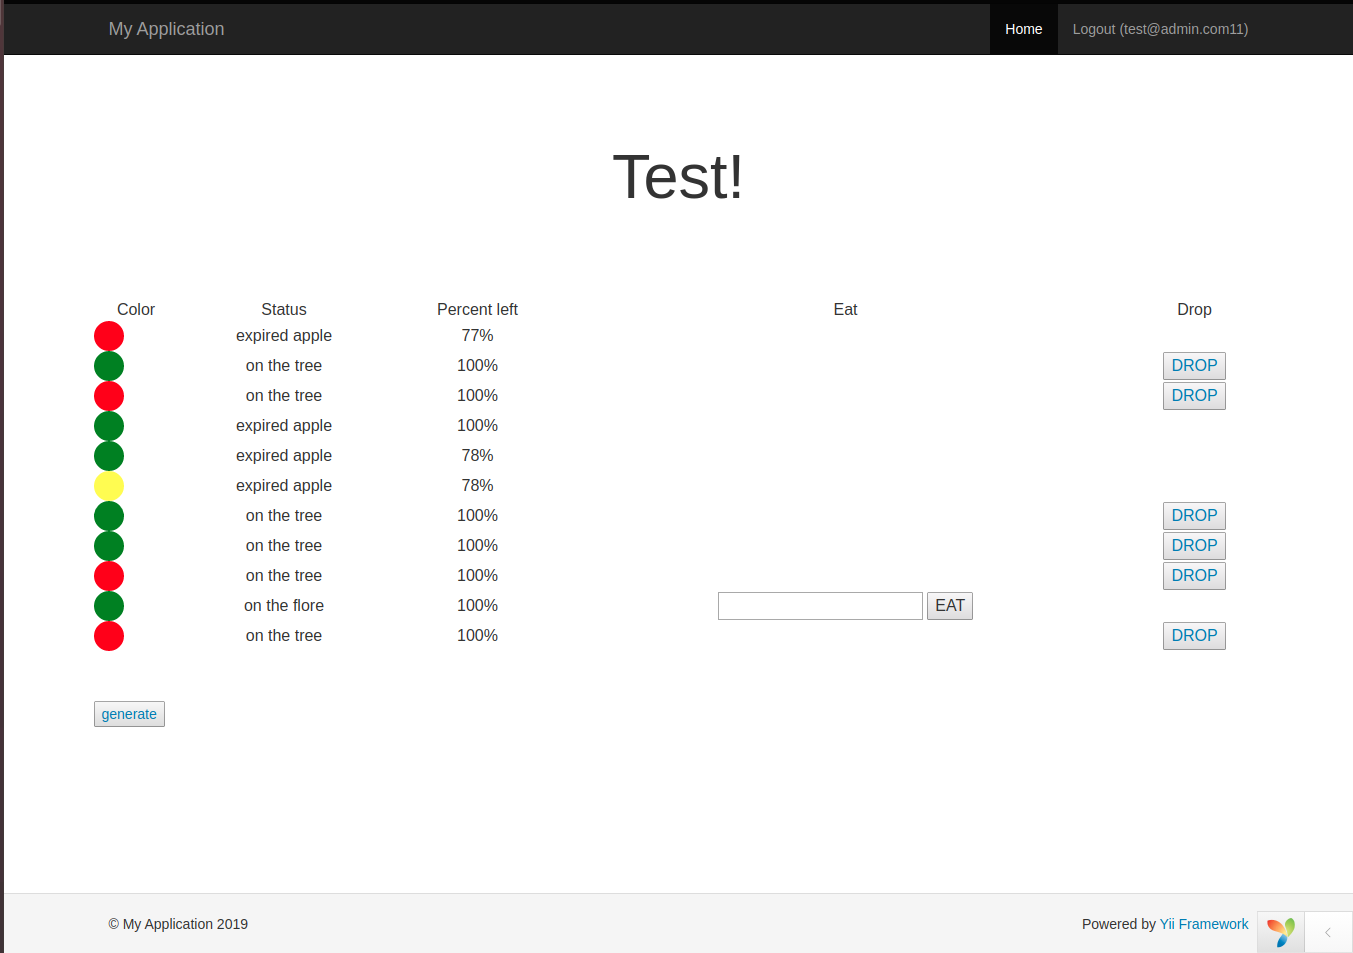 My Application Home Logout (test@admin.com11)
Test!
Color Status Percent left Eat Drop
expired apple 77%
on the tree 100% DROP
on the tree 100% DROP
expired apple 100%
expired apple 78%
expired apple 78%
on the tree 100% DROP
on the tree 100% DROP
on the tree 100% DROP
on the flore 100% EAT
on the tree 100% DROP
generate
© My Application 2019 Powered by Yii Framework